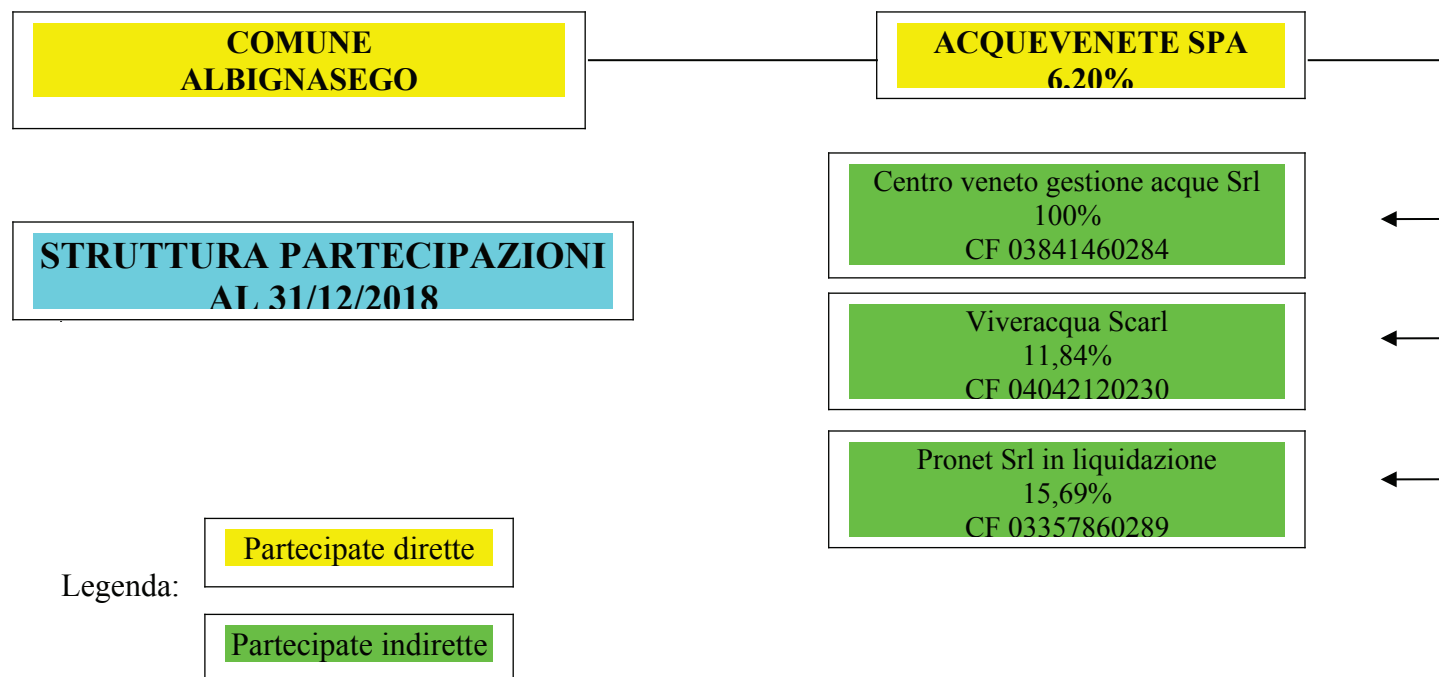 COMUNE
ALBIGNASEGO
ACQUEVENETE SPA
6,20%
Centro veneto gestione acque Srl
100%
CF 03841460284
STRUTTURA PARTECIPAZIONI
AL 31/12/2018
Viveracqua Scarl
11,84%
CF 04042120230
Pronet Srl in liquidazione
15,69%
CF 03357860289
Legenda:
Partecipate dirette
Partecipate indirette